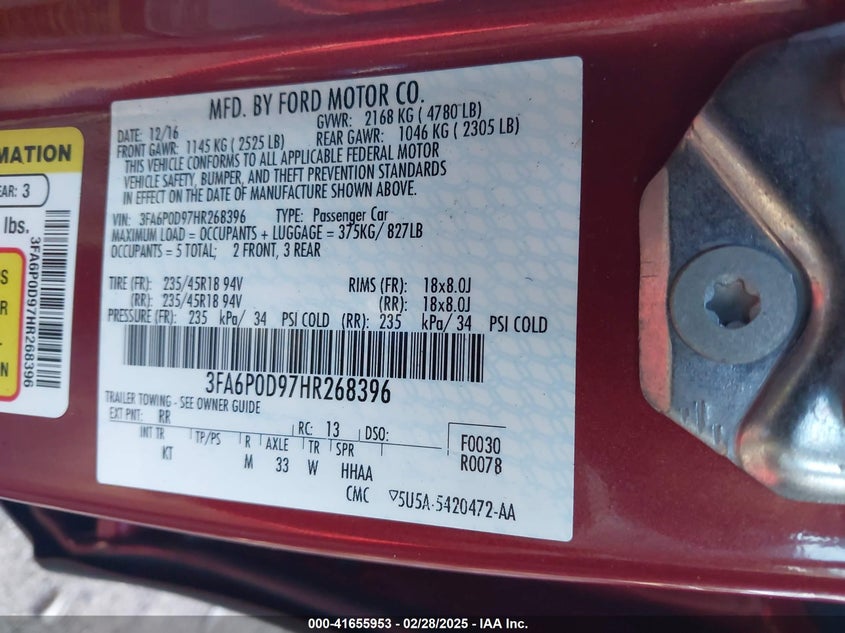 MFD. BY FORD MOTOR CO.
DATE: 12/16
GVWR: 2168 KG ( 4780 LB)
FRONT GAWR: 1145 KG ( 2525 LB)
REAR GAWR: 1046 KG ( 2305 LB)
THIS VEHICLE CONFORMS TO ALL APPLICABLE FEDERAL MOTOR
VEHICLE SAFETY, BUMPER, AND THEFT PREVENTION STANDARDS
IN EFFECT ON THE DATE OF MANUFACTURE SHOWN ABOVE.
VIN: 3FA6P0D97HR268396 TYPE: Passenger Car
MAXIMUM LOAD = OCCUPANTS + LUGGAGE = 375KG/ 827LB
OCCUPANTS = 5 TOTAL; 2 FRONT, 3 REAR
TIRE (FR): 235/45R18 94V RIMS (FR): 18x8.0J
(RR): 235/45R18 94V (RR): 18x8.0J
PRESSURE (FR): 235 kPa/ 34 PSI COLD (RR): 235 kPa/ 34 PSI COLD
3FA6P0D97HR268396
TRAILER TOWING - SEE OWNER GUIDE
EXT PNT: RR RC: 13 DSO: F0030
INT TR TP/PS R AXLE TR SPR R0078
KT M 33 W HHAA
CMC ▽5U5A-5420472-AA
MATION
EAR: 3
lbs.
3FA6P0D97HR268396
S
R
L
-
N
000-41655953 / 02/28/2025 - IAA Inc.